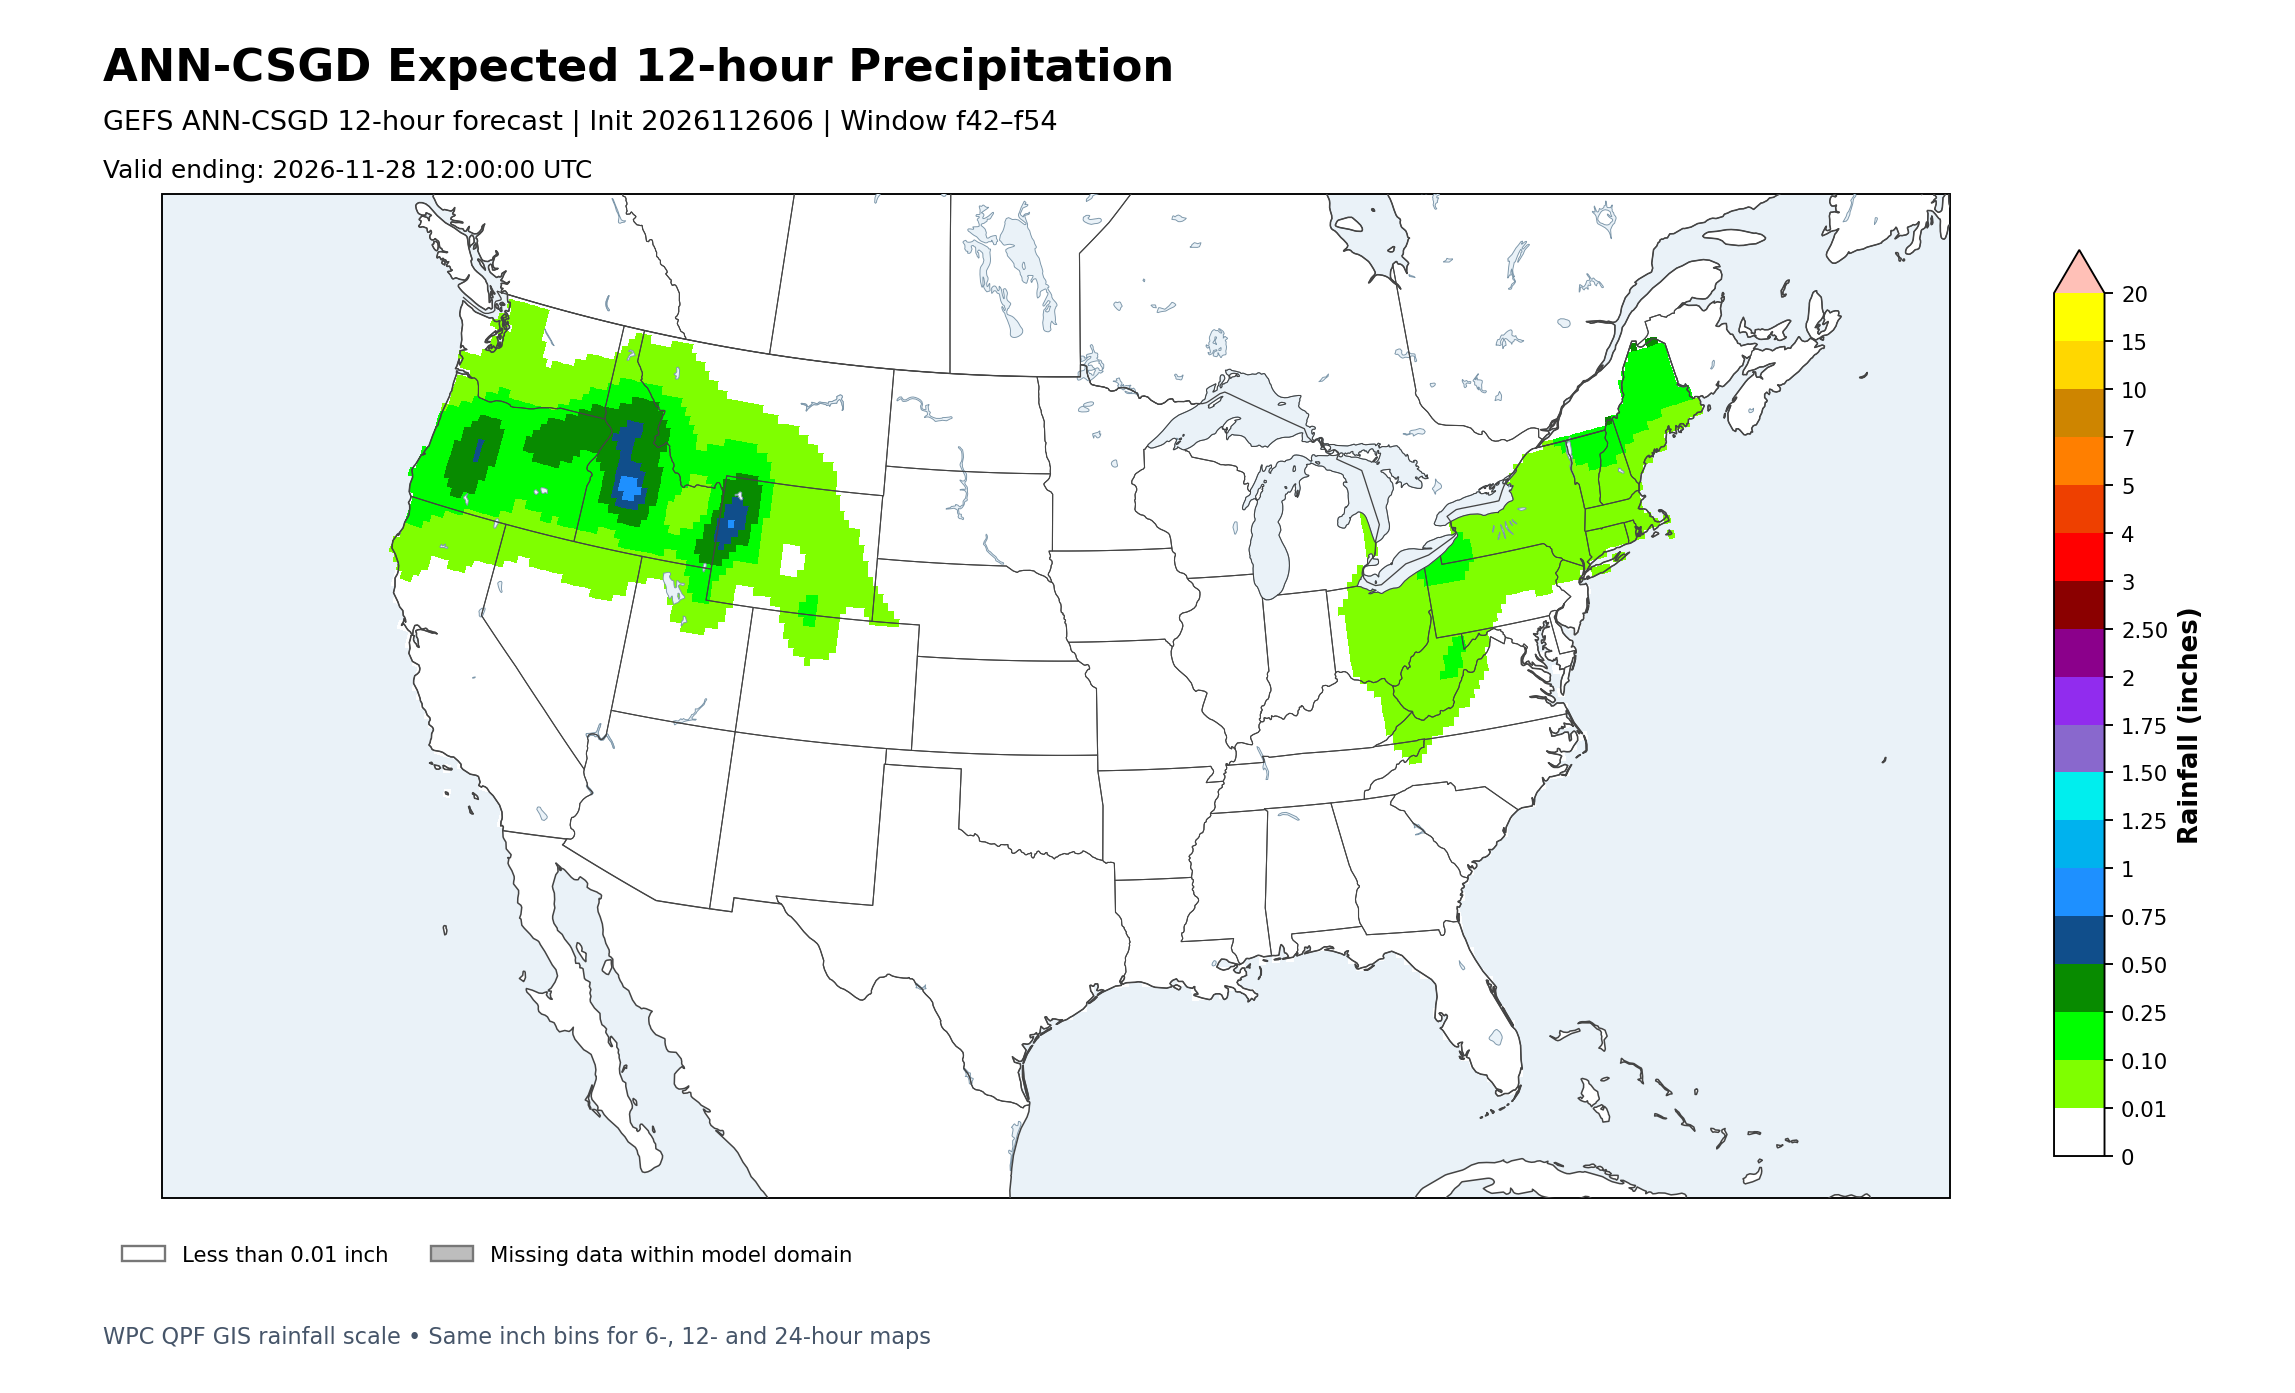 ANN-CSGD Expected 12-hour Precipitation
GEFS ANN-CSGD 12-hour forecast | Init 2026112606 | Window f42–f54
Valid ending: 2026-11-28 12:00:00 UTC
20
15
10
7
5
4
3
2.50
2
1.75
1.50
1.25
1
0.75
0.50
0.25
0.10
0.01
0
Rainfall (inches)
Less than 0.01 inch
Missing data within model domain
WPC QPF GIS rainfall scale • Same inch bins for 6-, 12- and 24-hour maps